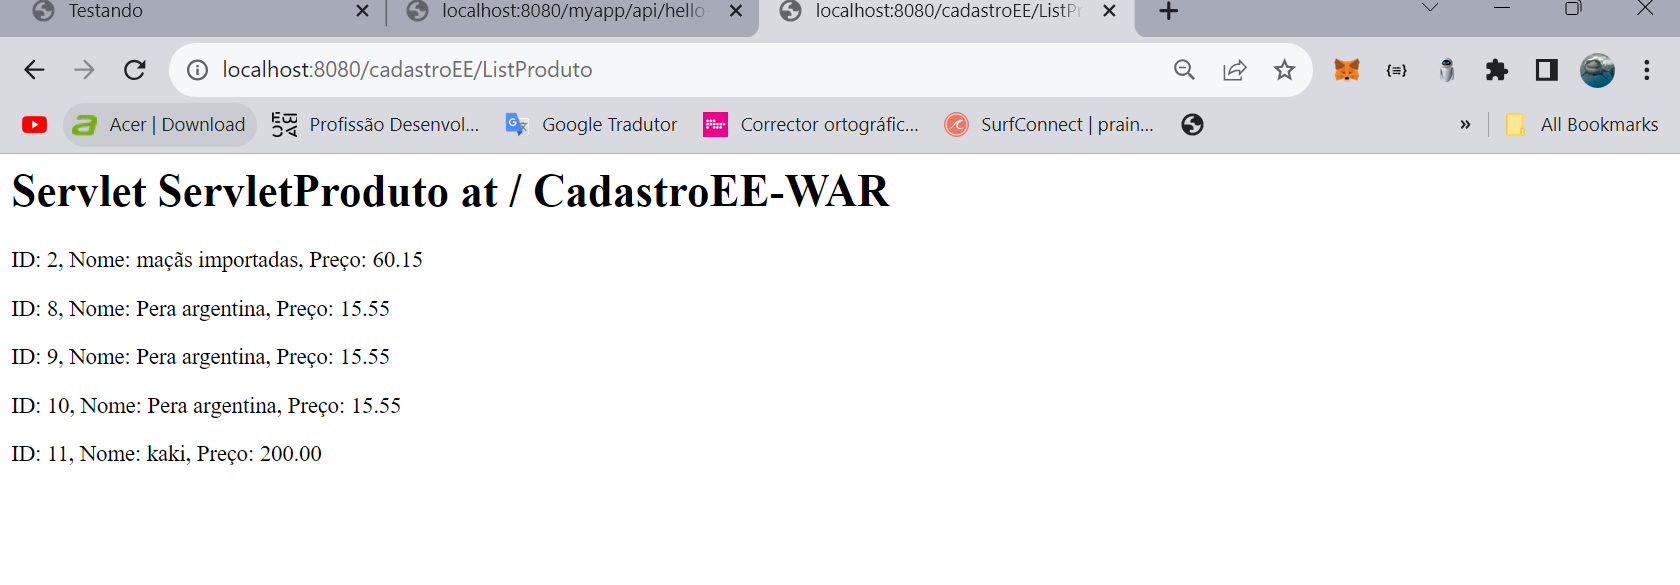 Testando
localhost:8080/myapp/api/hello-
localhost:8080/cadastroEE/ListPr
localhost:8080/cadastroEE/ListProduto
Acer | Download
Profissão Desenvol...
Google Tradutor
Corrector ortográfic...
SurfConnect | prain...
»
All Bookmarks
Servlet ServletProduto at / CadastroEE-WAR
ID: 2, Nome: maçãs importadas, Preço: 60.15
ID: 8, Nome: Pera argentina, Preço: 15.55
ID: 9, Nome: Pera argentina, Preço: 15.55
ID: 10, Nome: Pera argentina, Preço: 15.55
ID: 11, Nome: kaki, Preço: 200.00